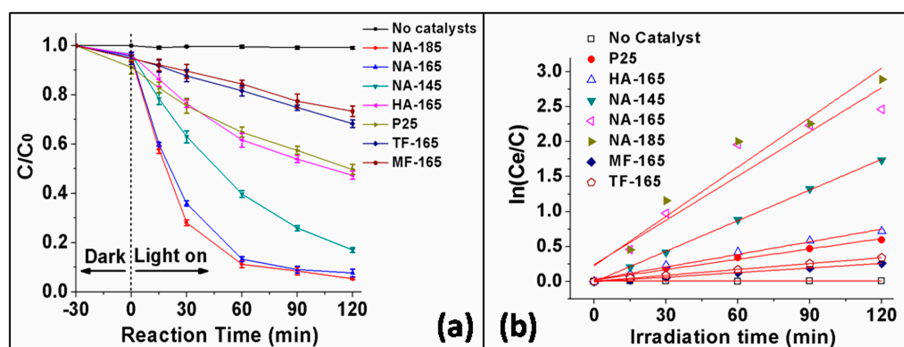 No catalysts
NA-185
NA-165
NA-145
HA-165
P25
TF-165
MF-165
1.0
0.8
0.6
0.4
0.2
0.0
C/C₀
Dark
Light on
-30 0 30 60 90 120
Reaction Time (min)
(a)
No Catalyst
P25
HA-165
NA-145
NA-165
NA-185
MF-165
TF-165
3.0
2.5
2.0
1.5
1.0
0.5
0.0
ln(Ce/C)
0 30 60 90 120
Irradiation time (min)
(b)